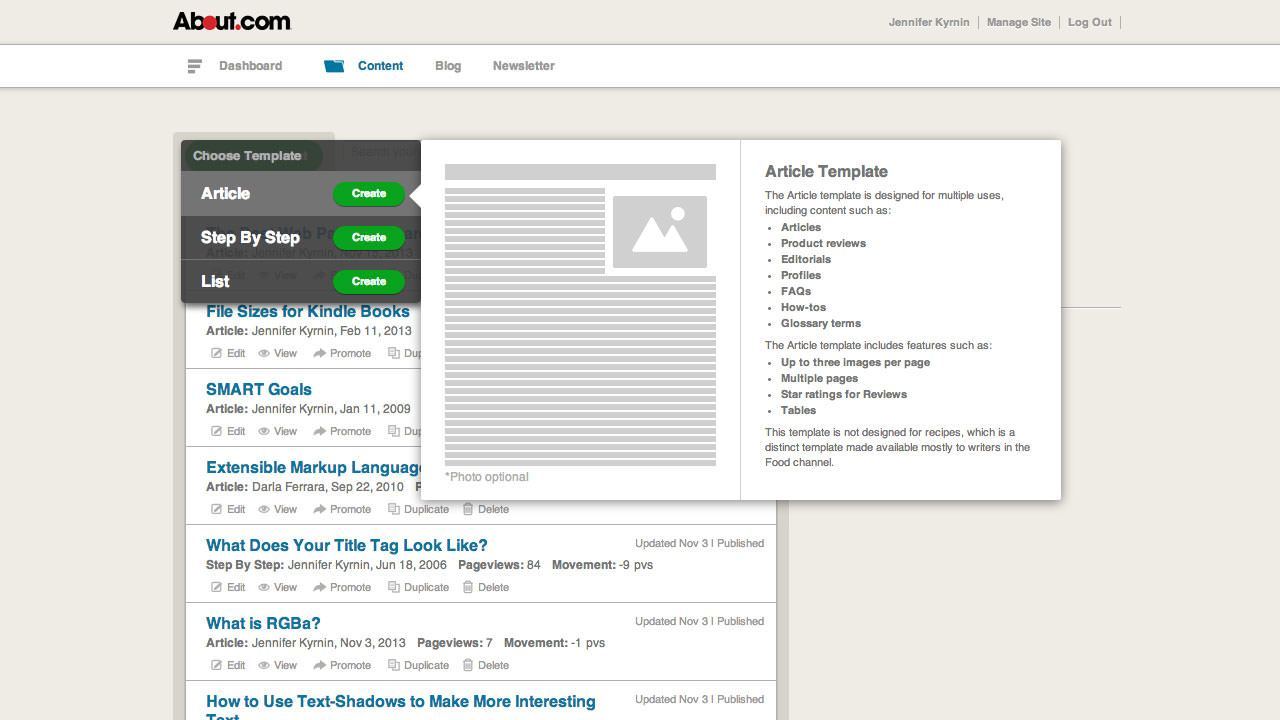 About.com
Jennifer Kyrnin
Manage Site
Log Out
Dashboard
Content
Blog
Newsletter
Choose Template
Article
Create
Step By Step
Create
List
Create
*Photo optional
Article Template
The Article template is designed for multiple uses,
including content such as:
• Articles
• Product reviews
• Editorials
• Profiles
• FAQs
• How-tos
• Glossary terms
The Article template includes features such as:
• Up to three images per page
• Multiple pages
• Star ratings for Reviews
• Tables
This template is not designed for recipes, which is a
distinct template made available mostly to writers in the
Food channel.
File Sizes for Kindle Books
Article: Jennifer Kyrnin, Feb 11, 2013
Edit View Promote Dup
SMART Goals
Article: Jennifer Kyrnin, Jan 11, 2009
Edit View Promote Dup
Extensible Markup Language
Article: Darla Ferrara, Sep 22, 2010
Edit View Promote Duplicate Delete
What Does Your Title Tag Look Like?
Updated Nov 3 | Published
Step By Step: Jennifer Kyrnin, Jun 18, 2006 Pageviews: 84 Movement: -9 pvs
Edit View Promote Duplicate Delete
What is RGBa?
Updated Nov 3 | Published
Article: Jennifer Kyrnin, Nov 3, 2013 Pageviews: 7 Movement: -1 pvs
Edit View Promote Duplicate Delete
How to Use Text-Shadows to Make More Interesting
Text
Updated Nov 3 | Published